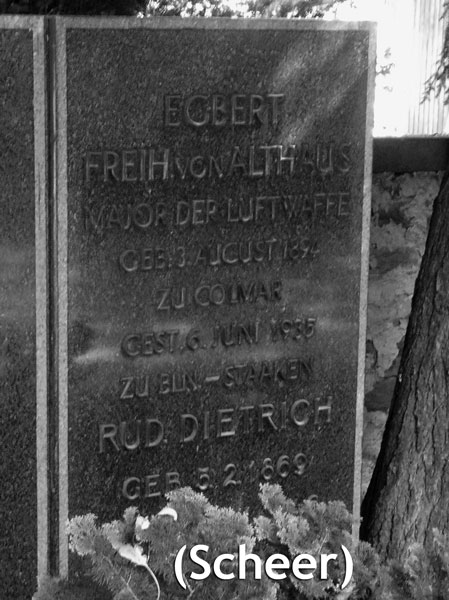 EGBERT
FREIH. VON ALTHAUS
MAJOR DER LUFTWAFFE
GEB. 3. AUGUST 1894
ZU COLMAR
GEST. 6. JUNI 1935
ZU BLN.-STAAKEN
RUD. DIETRICH
GEB. 5. 2. 1869
(Scheer)